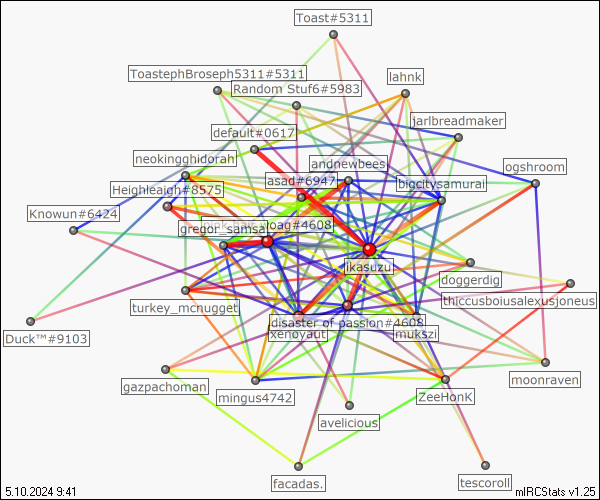 Toast#5311
ToastephBroseph5311#5311
lahnk
Random Stuf6#5983
jarlbreadmaker
default#0617
neokingghidorah
andnewbees
ogshroom
asad#6947
bigcitysamurai
Heighleaigh#8575
Knowun#6424
gregor_samsa
oag#4608
ikasuzu
doggerdig
thiccusboiusalexusjoneus
turkey_mcnugget
disaster of passion#4608
xenoyaut
mukszi
Duck™#9103
moonraven
gazpachoman
mingus4742
ZeeHonK
avelicious
facadas.
tescoroll
5.10.2024 9:41
mIRCStats v1.25